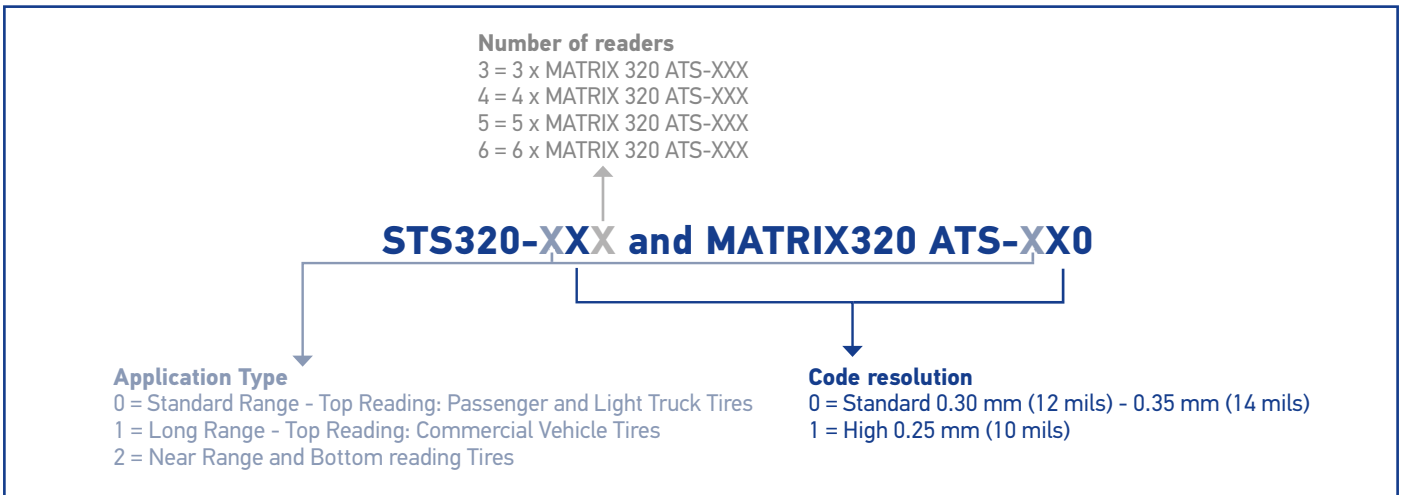 Number of readers
3 = 3 x MATRIX 320 ATS-XXX
4 = 4 x MATRIX 320 ATS-XXX
5 = 5 x MATRIX 320 ATS-XXX
6 = 6 x MATRIX 320 ATS-XXX
STS320-XXX and MATRIX320 ATS-XX0
Application Type
0 = Standard Range - Top Reading: Passenger and Light Truck Tires
1 = Long Range - Top Reading: Commercial Vehicle Tires
2 = Near Range and Bottom reading Tires
Code resolution
0 = Standard 0.30 mm (12 mils) - 0.35 mm (14 mils)
1 = High 0.25 mm (10 mils)